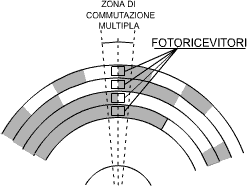 ZONA DI
COMMUTAZIONE
MULTIPLA
FOTORICEVITORI